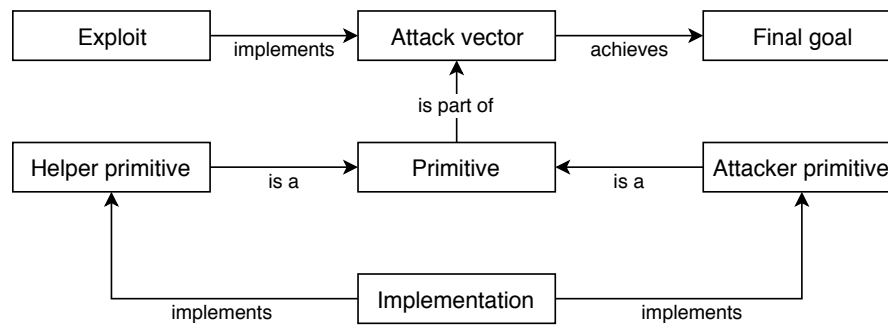 Exploit
implements
Attack vector
achieves
Final goal
is part of
Helper primitive
is a
Primitive
is a
Attacker primitive
implements
Implementation
implements